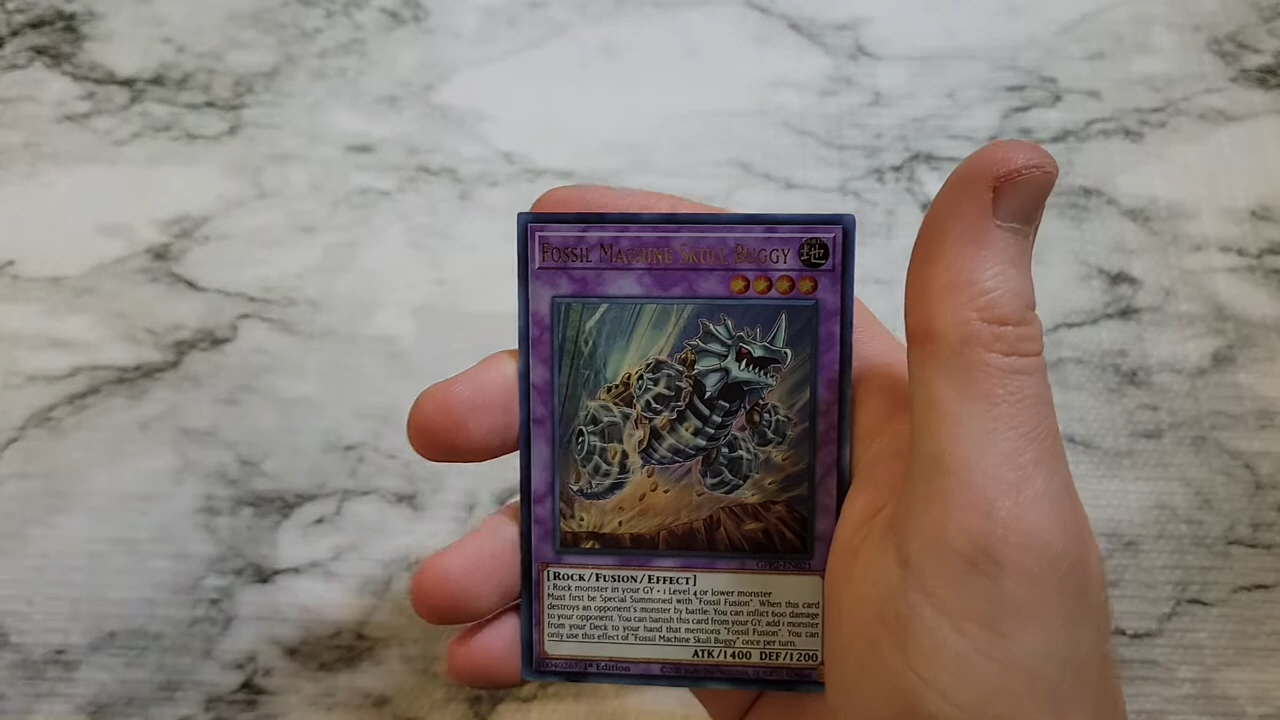 FOSSIL MACHINE SKULL BUGGY
EARTH
地
GFP2-EN021
[ROCK/FUSION/EFFECT]
1 Rock monster in your GY + 1 Level 4 or lower monster
Must first be Special Summoned with "Fossil Fusion". When this card
destroys an opponent's monster by battle: You can inflict 600 damage
to your opponent. You can banish this card from your GY; add 1 monster
from your Deck to your hand that mentions "Fossil Fusion". You can
only use this effect of "Fossil Machine Skull Buggy" once per turn.
ATK/1400 DEF/1200
1st Edition